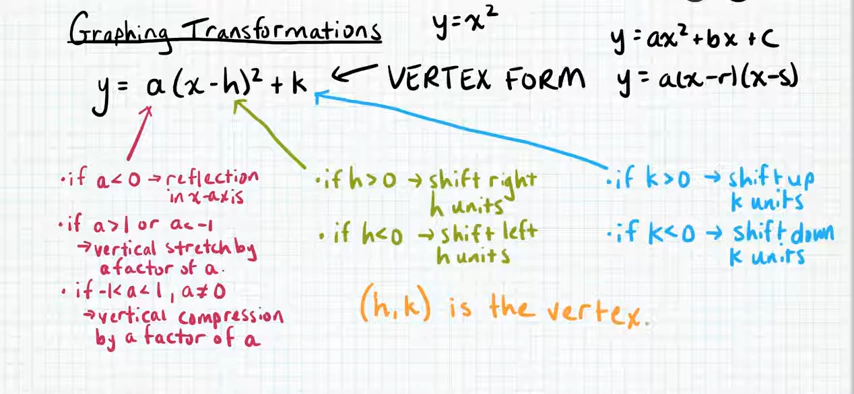 Graphing Transformations
y=x²
y=ax²+bx+c
y= a(x-h)²+k
VERTEX FORM
y=a(x-r)(x-s)
·if a<0 → reflection
in x-axis
·if a>1 or a<-1
→vertical stretch by
a factor of a.
·if -1<a<1, a≠0
→vertical compression
by a factor of a
·if h>0 → shift right
h units
·if h<0 → shift left
h units
·if k>0 → shift up
k units
·if k<0 → shift down
k units
(h,k) is the vertex.